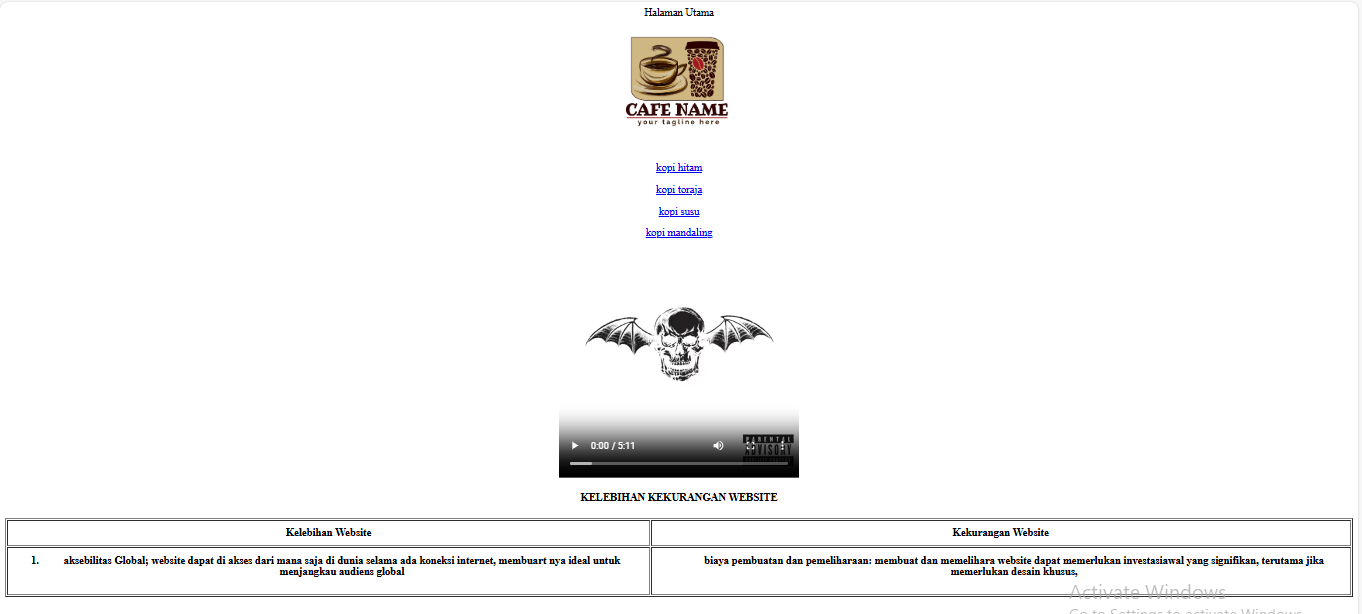 Halaman Utama
CAFE NAME
your tagline here
kopi hitam
kopi toraja
kopi susu
kopi mandaling
0:00 / 5:11
PARENTAL
ADVISORY
KELEBIHAN KEKURANGAN WEBSITE
Kelebihan Website
Kekurangan Website
1. aksebilitas Global; website dapat di akses dari mana saja di dunia selama ada koneksi internet, membuart nya ideal untuk
menjangkau audiens global
biaya pembuatan dan pemeliharaan: membuat dan memelihara website dapat memerlukan investasiawal yang signifikan, terutama jika
memerlukan desain khusus,
Activate Windows
Go to Settings to activate Windows.